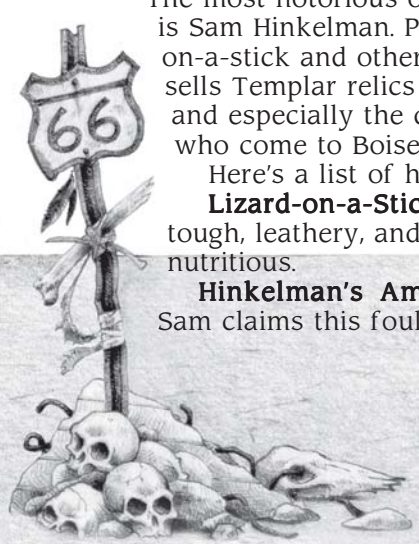 The most notorious
is Sam Hinkelman.
on-a-stick and other
sells Templar relics
and especially the
who come to Boise
Here's a list of
Lizard-on-a-Stic
tough, leathery, and
nutritious.
Hinkelman's Am
Sam claims this foul
66